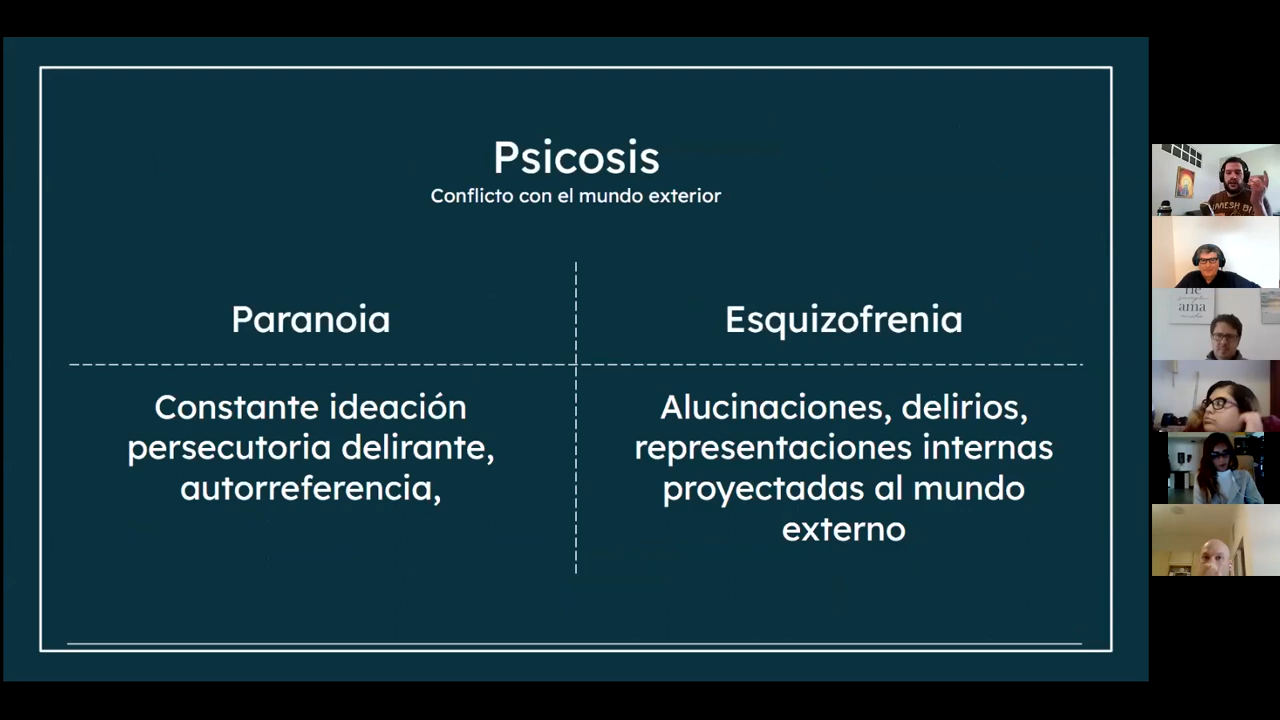 Psicosis
Conflicto con el mundo exterior
Paranoia
Esquizofrenia
Constante ideación
persecutoria delirante,
autorreferencia,
Alucinaciones, delirios,
representaciones internas
proyectadas al mundo
externo
ama